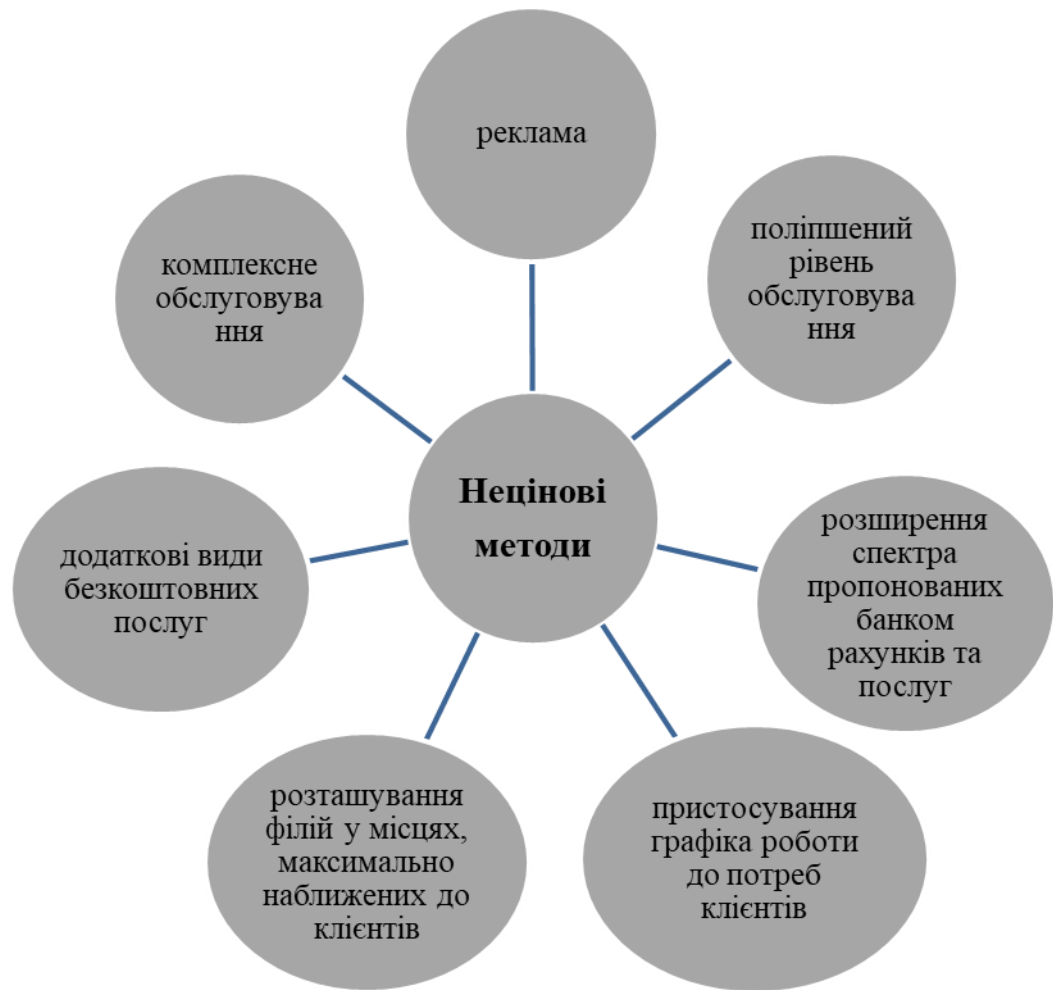 реклама
поліпшений
рівень
обслуговува
ння
комплексне
обслуговува
ння
Нецінові
методи
розширення
спектра
пропонованих
банком
рахунків та
послуг
додаткові види
безкоштовних
послуг
пристосування
графіка роботи
до потреб
клієнтів
розташування
філій у місцях,
максимально
наближених до
клієнтів